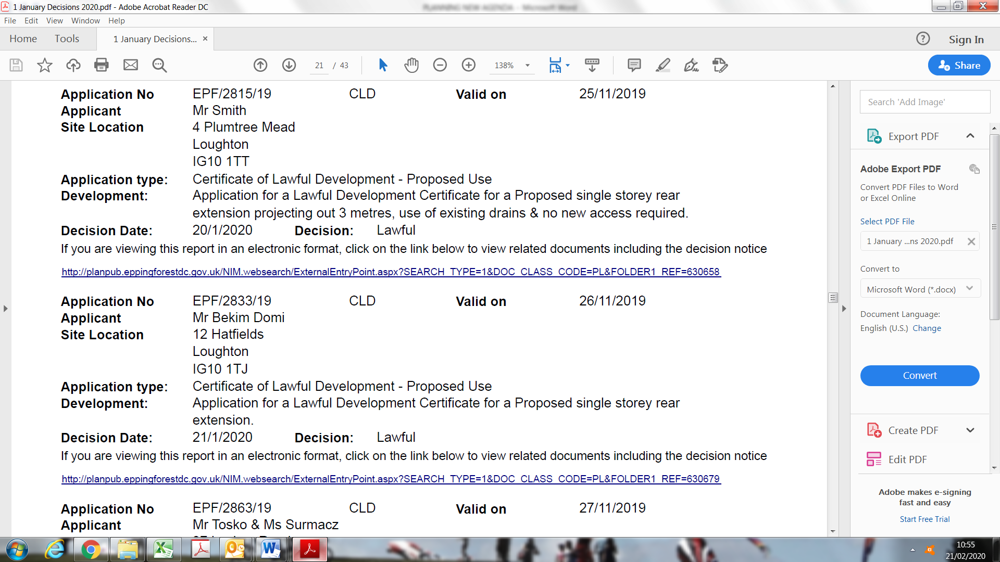 1 January Decisions 2020.pdf - Adobe Acrobat Reader DC
PLANNING NEW AGENDA - Microsoft Word
File Edit View Window Help
Home Tools 1 January Decisions... × ? Sign In
21 / 43 138% Share
Application No EPF/2815/19 CLD Valid on 25/11/2019
Applicant Mr Smith
Site Location 4 Plumtree Mead
Loughton
IG10 1TT
Application type: Certificate of Lawful Development - Proposed Use
Development: Application for a Lawful Development Certificate for a Proposed single storey rear
extension projecting out 3 metres, use of existing drains & no new access required.
Decision Date: 20/1/2020 Decision: Lawful
If you are viewing this report in an electronic format, click on the link below to view related documents including the decision notice
http://planpub.eppingforestdc.gov.uk/NIM.websearch/ExternalEntryPoint.aspx?SEARCH_TYPE=1&DOC_CLASS_CODE=PL&FOLDER1_REF=630658
Application No EPF/2833/19 CLD Valid on 26/11/2019
Applicant Mr Bekim Domi
Site Location 12 Hatfields
Loughton
IG10 1TJ
Application type: Certificate of Lawful Development - Proposed Use
Development: Application for a Lawful Development Certificate for a Proposed single storey rear
extension.
Decision Date: 21/1/2020 Decision: Lawful
If you are viewing this report in an electronic format, click on the link below to view related documents including the decision notice
http://planpub.eppingforestdc.gov.uk/NIM.websearch/ExternalEntryPoint.aspx?SEARCH_TYPE=1&DOC_CLASS_CODE=PL&FOLDER1_REF=630679
Application No EPF/2863/19 CLD Valid on 27/11/2019
Applicant Mr Tosko & Ms Surmacz
Search 'Add Image'
Export PDF
Adobe Export PDF
Convert PDF Files to Word
or Excel Online
Select PDF File
1 January ...ns 2020.pdf
Convert to
Microsoft Word (*.docx)
Document Language:
English (U.S.) Change
Convert
Create PDF
Edit PDF
Adobe makes e-signing
fast and easy
Start Free Trial
10:55
21/02/2020